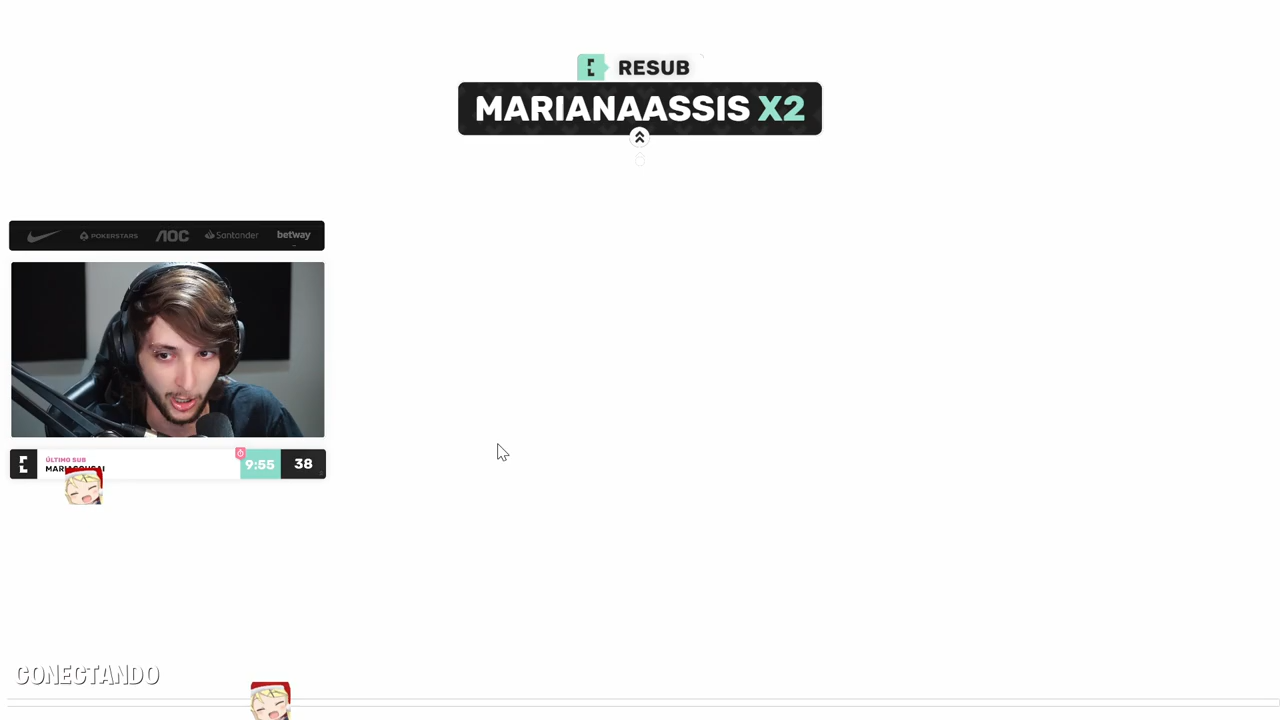 RESUB
MARIANAASSIS X2
POKERSTARS AOC Santander betway
ÚLTIMO SUB
9:55 38
CONECTANDO